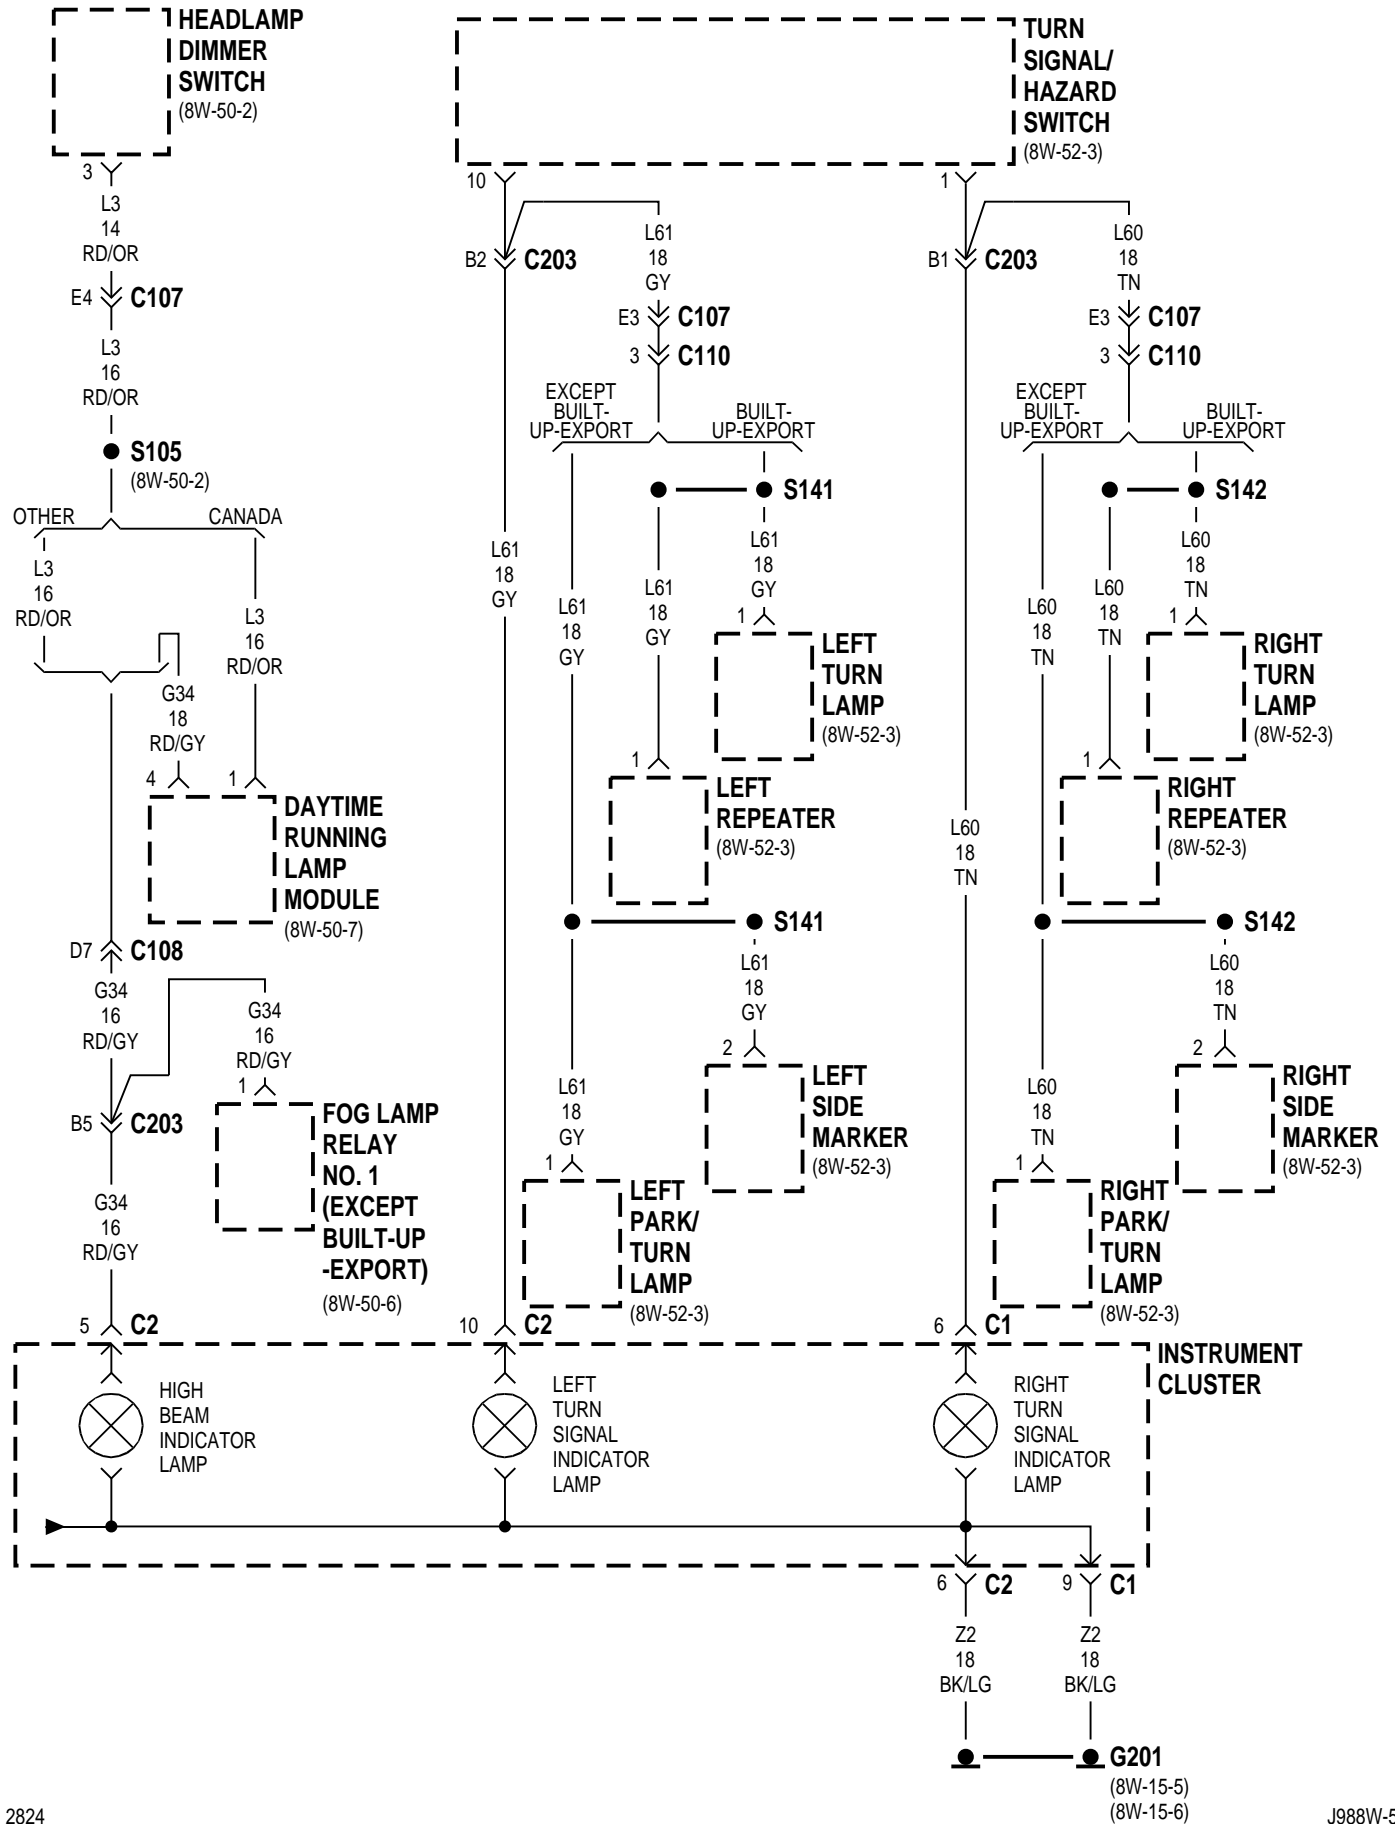 HEADLAMP
DIMMER
SWITCH
(8W-50-2)
3
L3
14
RD/OR
E4
C107
L3
16
RD/OR
S105
(8W-50-2)
OTHER
CANADA
L3
16
RD/OR
L3
16
RD/OR
G34
18
RD/GY
4
1
DAYTIME
RUNNING
LAMP
MODULE
(8W-50-7)
D7
C108
G34
16
RD/GY
G34
16
RD/GY
1
B5
C203
FOG LAMP
RELAY
NO. 1
(EXCEPT
BUILT-UP
-EXPORT)
(8W-50-6)
G34
16
RD/GY
5
C2
TURN
SIGNAL/
HAZARD
SWITCH
(8W-52-3)
10
B2
C203
L61
18
GY
E3
C107
3
C110
EXCEPT
BUILT-
UP-EXPORT
BUILT-
UP-EXPORT
S141
L61
18
GY
L61
18
GY
L61
18
GY
L61
18
GY
1
LEFT
TURN
LAMP
(8W-52-3)
1
LEFT
REPEATER
(8W-52-3)
S141
L61
18
GY
2
LEFT
SIDE
MARKER
(8W-52-3)
L61
18
GY
1
LEFT
PARK/
TURN
LAMP
(8W-52-3)
10
C2
1
B1
C203
L60
18
TN
E3
C107
3
C110
EXCEPT
BUILT-
UP-EXPORT
BUILT-
UP-EXPORT
S142
L60
18
TN
L60
18
TN
L60
18
TN
1
RIGHT
TURN
LAMP
(8W-52-3)
1
RIGHT
REPEATER
(8W-52-3)
L60
18
TN
S142
L60
18
TN
2
RIGHT
SIDE
MARKER
(8W-52-3)
L60
18
TN
1
RIGHT
PARK/
TURN
LAMP
(8W-52-3)
6
C1
INSTRUMENT
CLUSTER
HIGH
BEAM
INDICATOR
LAMP
LEFT
TURN
SIGNAL
INDICATOR
LAMP
RIGHT
TURN
SIGNAL
INDICATOR
LAMP
6
C2
9
C1
Z2
18
BK/LG
Z2
18
BK/LG
G201
(8W-15-5)
(8W-15-6)
2824
J988W-5